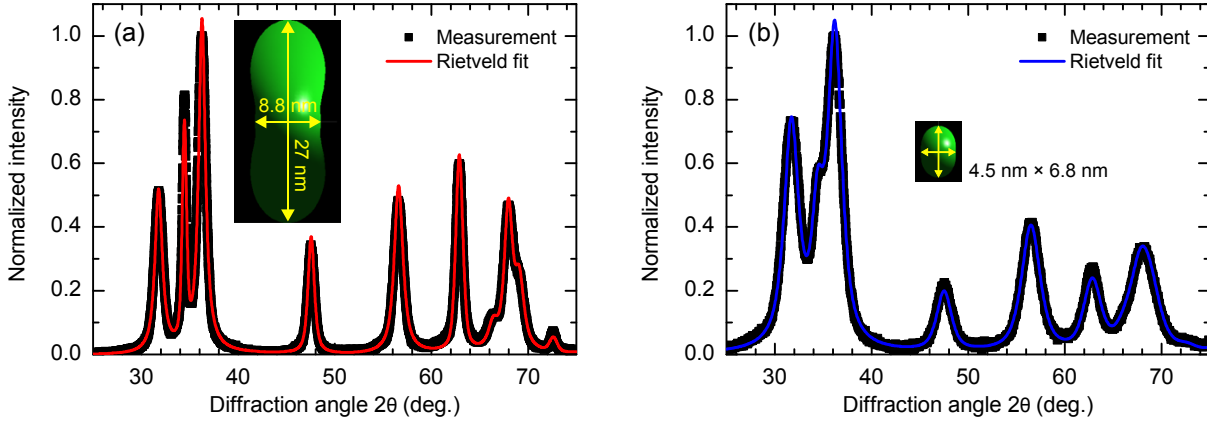 (a)
Measurement
Rietveld fit
8.8 nm
27 nm
Normalized intensity
1.0
0.8
0.6
0.4
0.2
0.0
30 40 50 60 70
Diffraction angle 2θ (deg.)
(b)
Measurement
Rietveld fit
4.5 nm × 6.8 nm
Normalized intensity
1.0
0.8
0.6
0.4
0.2
0.0
30 40 50 60 70
Diffraction angle 2θ (deg.)